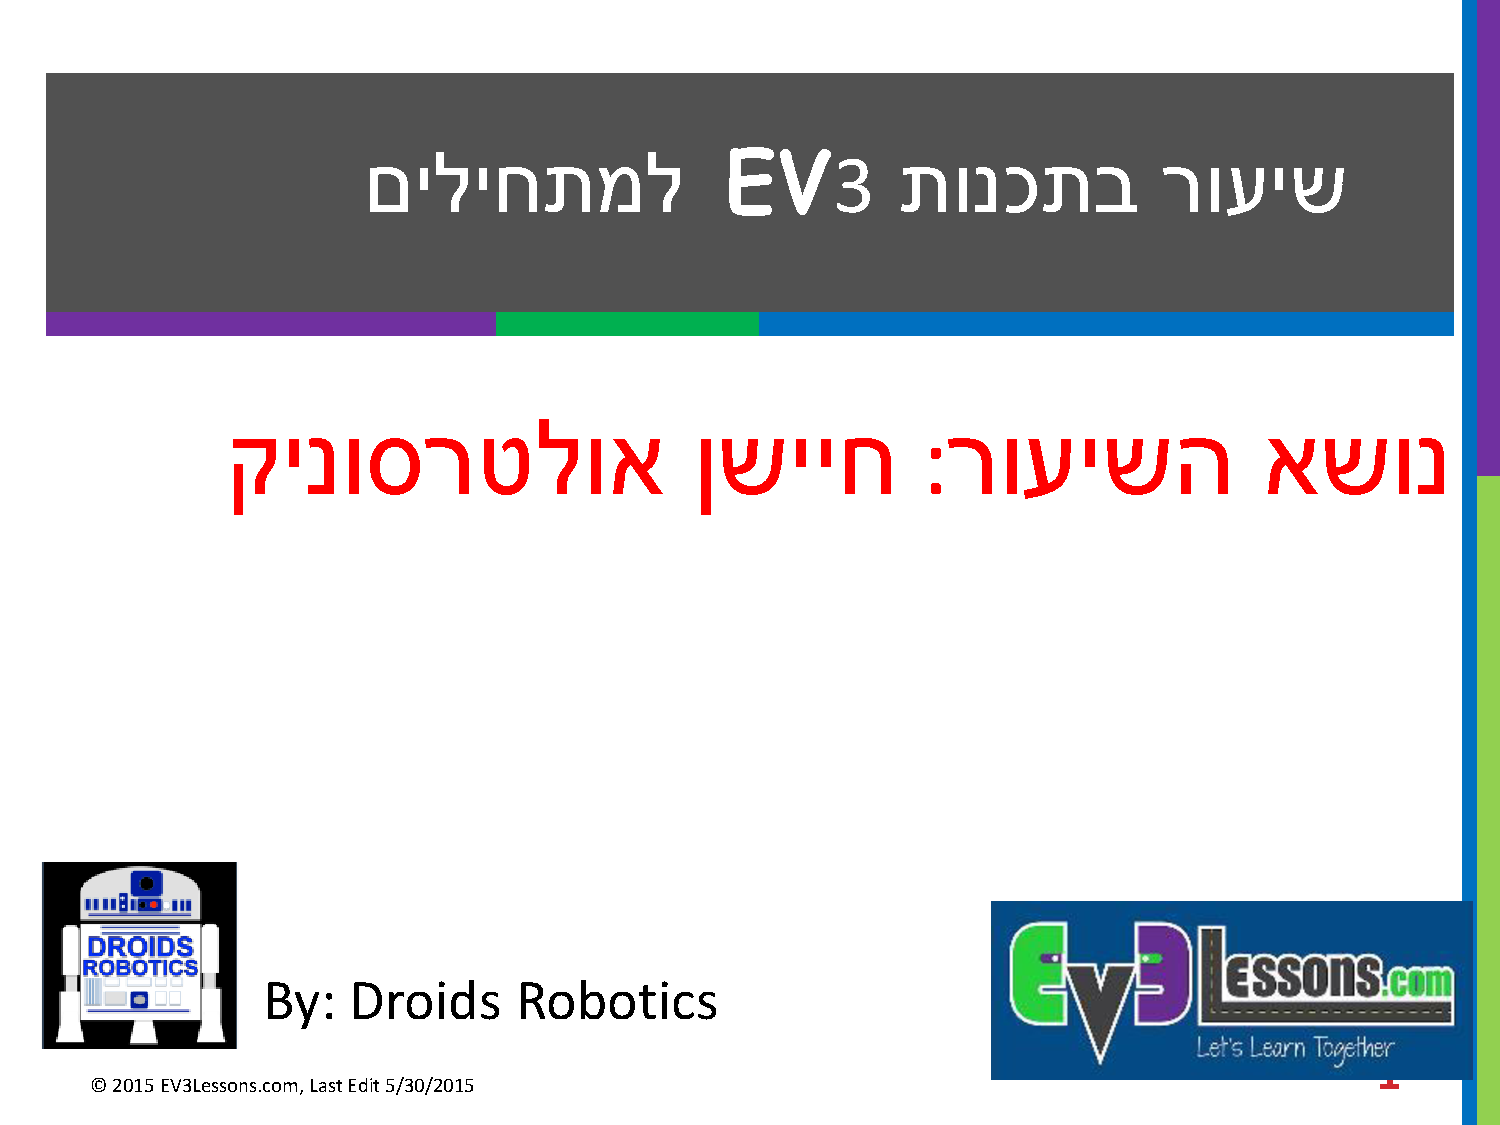 שיעור בתכנות EV3 למתחילים
נושא השיעור: חיישן אולטרסוניק
DROIDS
ROBOTICS
By: Droids Robotics
EV3Lessons.com
Let's Learn Together
© 2015 EV3Lessons.com, Last Edit 5/30/2015
1